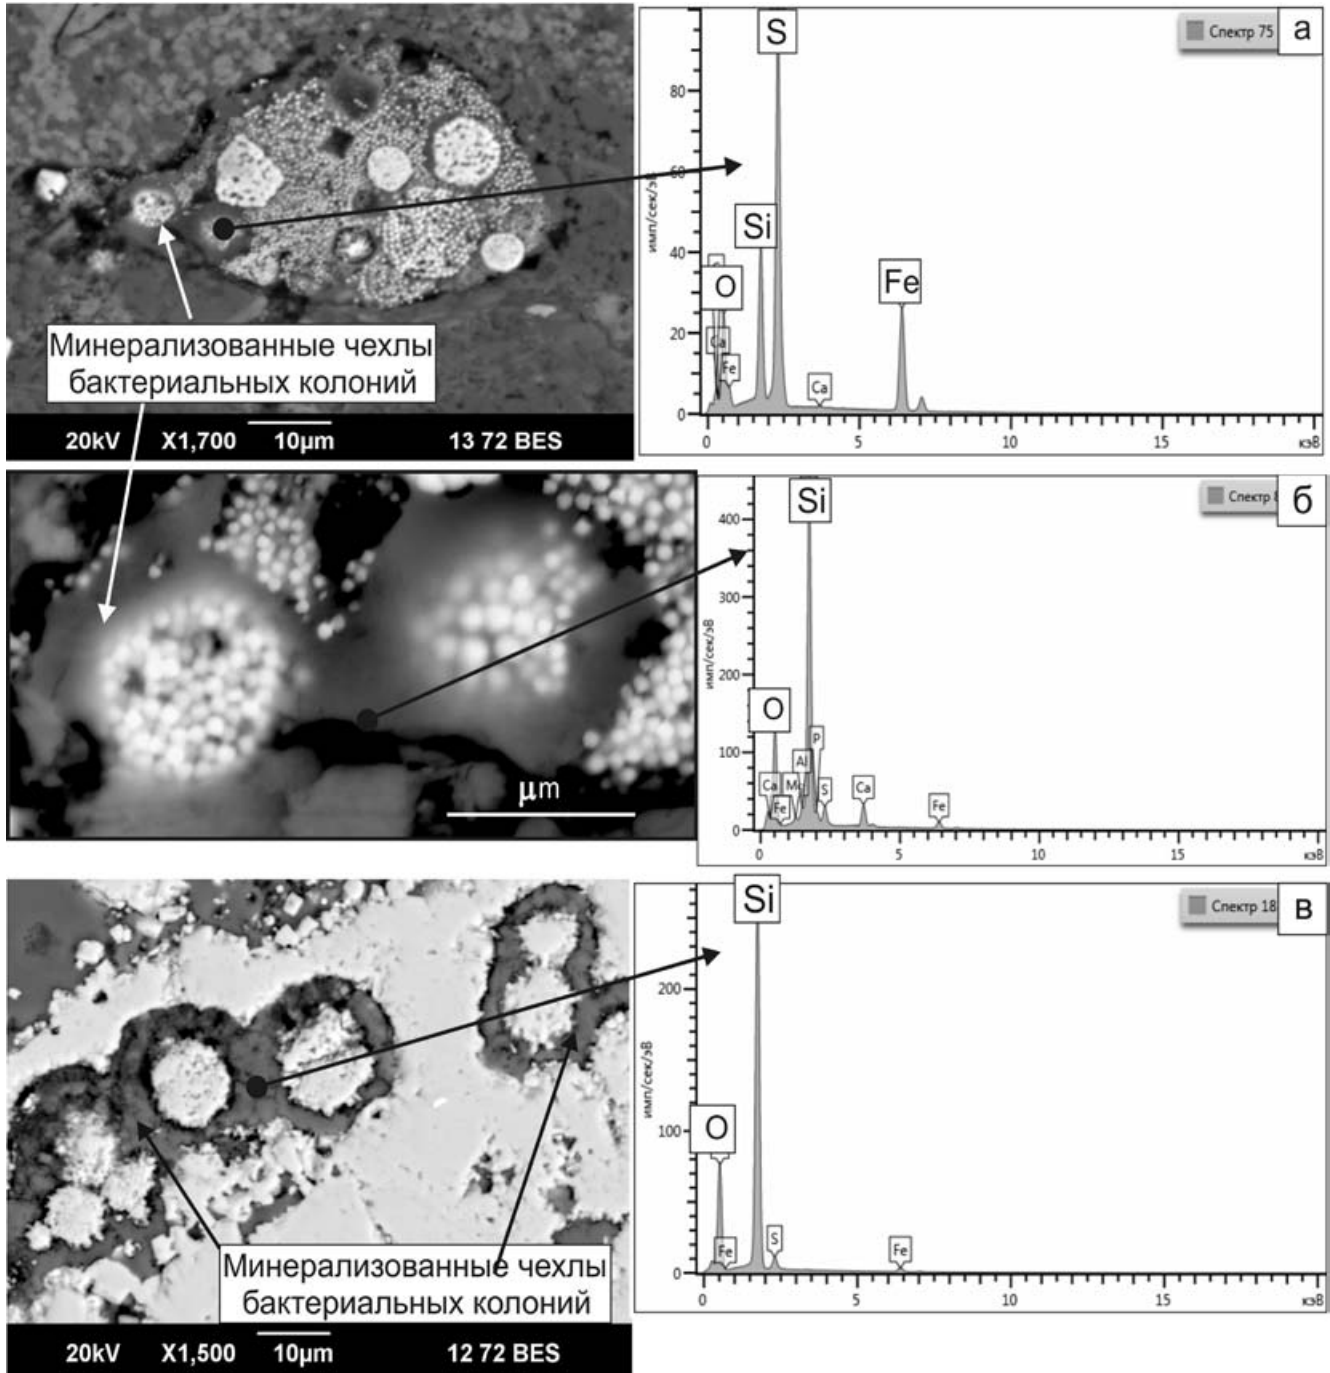 S
Спектр 75
а
80
60
имп/сек/эВ
Si
40
Fe
O
Ca
20
Fe
Ca
0
0
5
10
15
кэВ
Минерализованные чехлы
бактериальных колоний
20kV X1,700 10µm 13 72 BES
Si
Спектр 8
б
400
300
имп/сек/эВ
200
O
P
100
Al
Ca
Fe
S
Ca
Fe
0
0
5
10
15
кэВ
µm
Si
Спектр 18
в
200
имп/сек/эВ
O
100
Fe
S
Fe
0
0
5
10
15
кэВ
Минерализованные чехлы
бактериальных колоний
20kV X1,500 10µm 12 72 BES